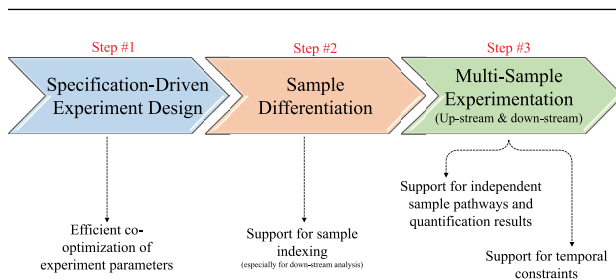 Step #1
Specification-Driven
Experiment Design
Step #2
Sample
Differentiation
Step #3
Multi-Sample
Experimentation
(Up-stream & down-stream)
Efficient co-
optimization of
experiment parameters
Support for sample
indexing
(especially for down-stream analysis)
Support for independent
sample pathways and
quantification results
Support for temporal
constraints